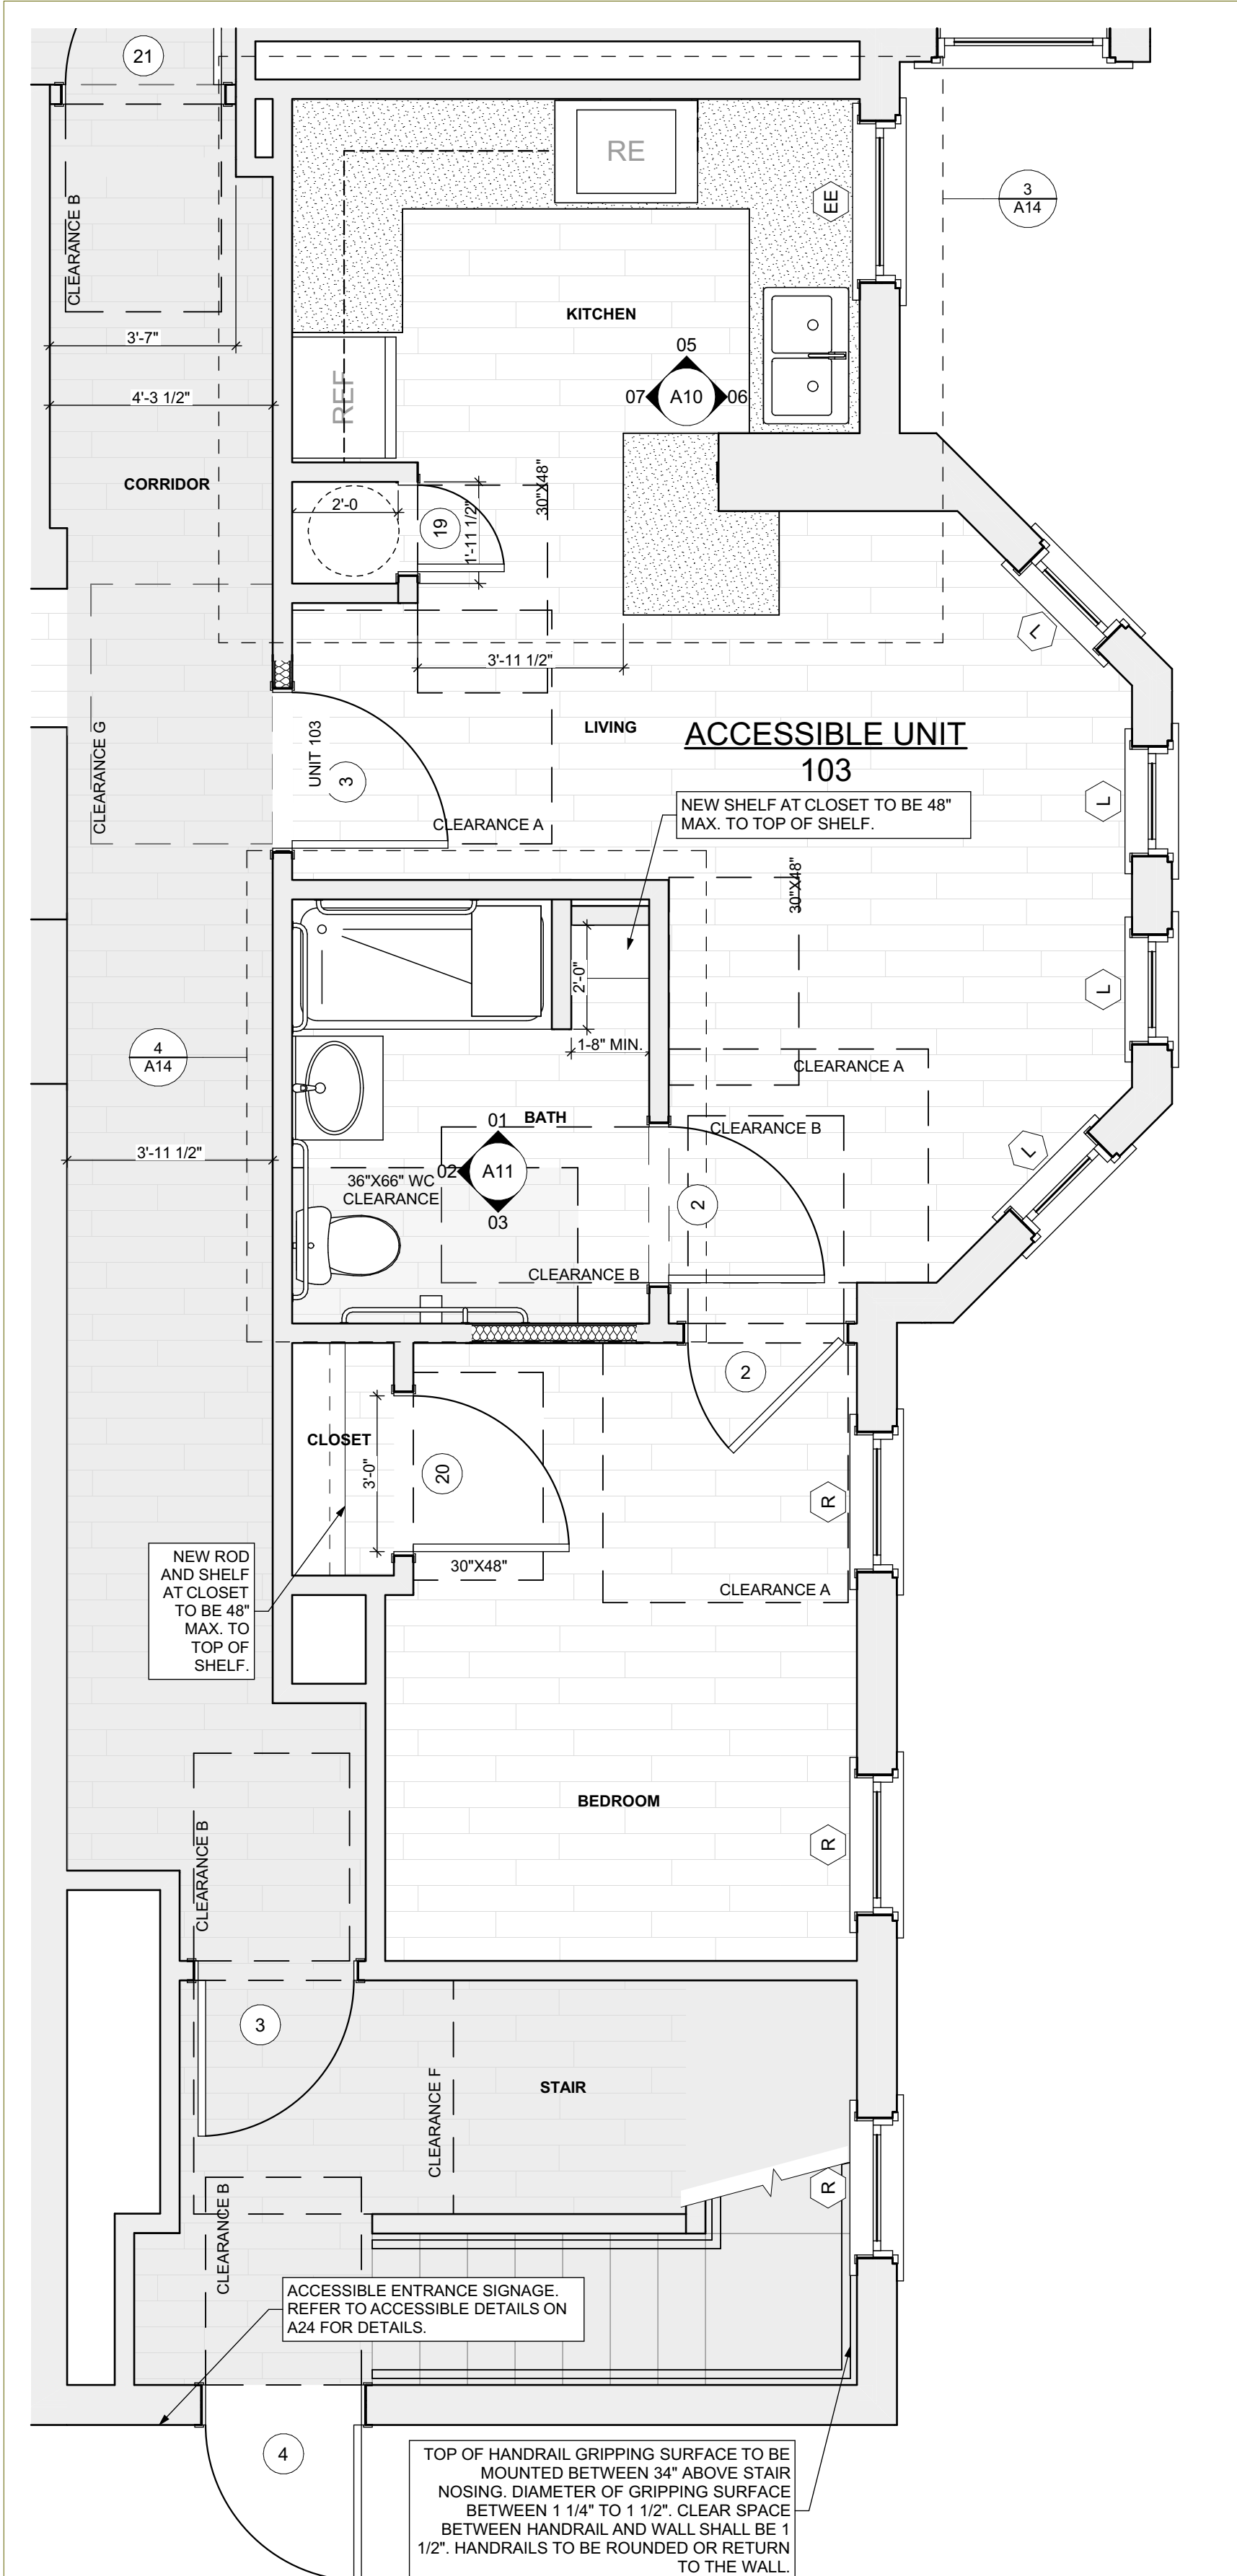 21
RE
EE
3
A14
CLEARANCE B
KITCHEN
3'-7"
05
07
A10
06
REF
4'-3 1/2"
CORRIDOR
30"X48"
2'-0
19
1'-11 1/2"
L
3'-11 1/2"
CLEARANCE G
UNIT 103
3
LIVING
ACCESSIBLE UNIT
103
L
CLEARANCE A
NEW SHELF AT CLOSET TO BE 48"
MAX. TO TOP OF SHELF.
30"X48"
2'-0"
L
4
A14
1-8" MIN.
CLEARANCE A
01
BATH
CLEARANCE B
3'-11 1/2"
L
02
A11
36"X66" WC
CLEARANCE
03
2
CLEARANCE B
2
CLOSET
3'-0"
20
R
30"X48"
CLEARANCE A
NEW ROD
AND SHELF
AT CLOSET
TO BE 48"
MAX. TO
TOP OF
SHELF.
BEDROOM
R
CLEARANCE B
3
CLEARANCE F
STAIR
R
CLEARANCE B
ACCESSIBLE ENTRANCE SIGNAGE.
REFER TO ACCESSIBLE DETAILS ON
A24 FOR DETAILS.
4
TOP OF HANDRAIL GRIPPING SURFACE TO BE
MOUNTED BETWEEN 34" ABOVE STAIR
NOSING. DIAMETER OF GRIPPING SURFACE
BETWEEN 1 1/4" TO 1 1/2". CLEAR SPACE
BETWEEN HANDRAIL AND WALL SHALL BE 1
1/2". HANDRAILS TO BE ROUNDED OR RETURN
TO THE WALL.